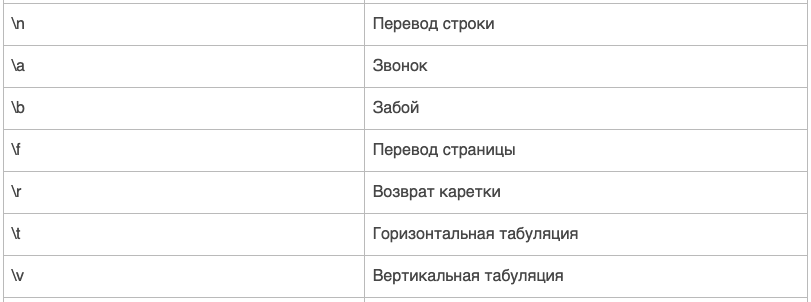 \n Перевод строки
\a Звонок
\b Забой
\f Перевод страницы
\r Возврат каретки
\t Горизонтальная табуляция
\v Вертикальная табуляция